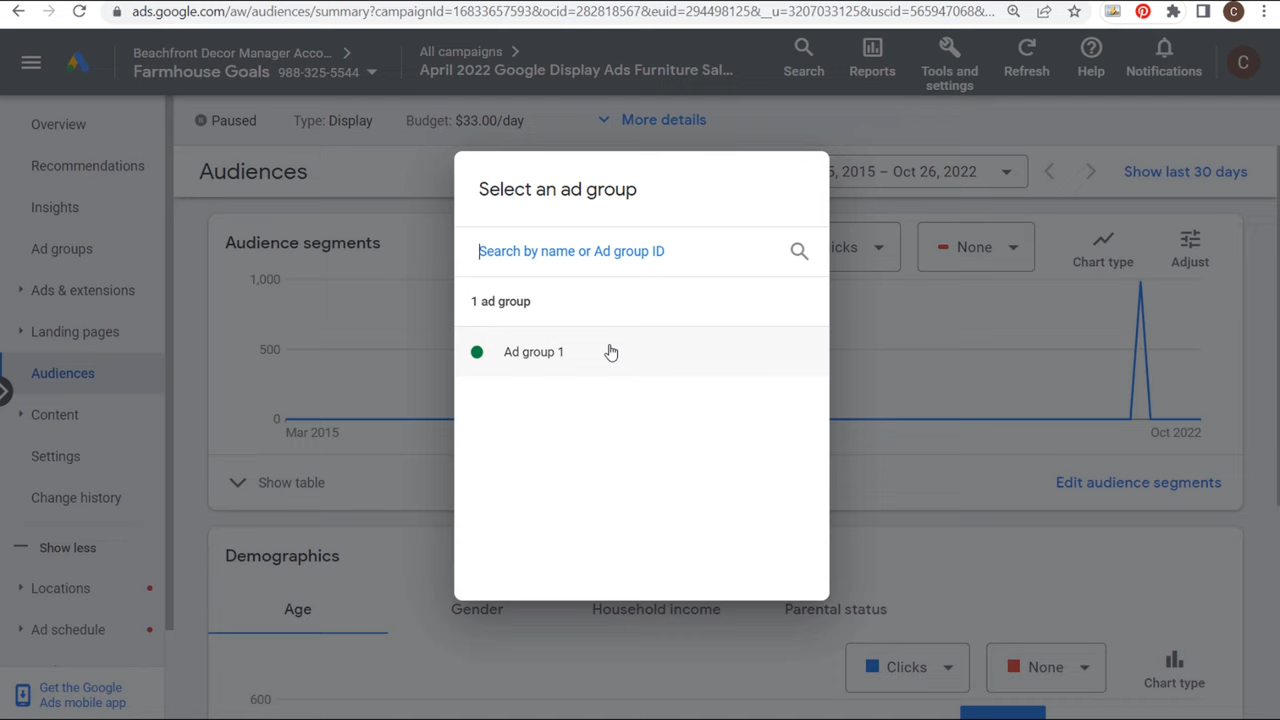 ads.google.com/aw/audiences/summary?campaignId=16833657593&ocid=282818567&euid=294498125&__u=3207033125&uscid=565947068&...
C
Beachfront Decor Manager Acco...
Farmhouse Goals 988-325-5544
All campaigns
April 2022 Google Display Ads Furniture Sal...
Search
Reports
Tools and
settings
Refresh
Help
Notifications
C
Overview
Recommendations
Insights
Ad groups
Ads & extensions
Landing pages
Audiences
Content
Settings
Change history
Show less
Locations
Ad schedule
Get the Google
Ads mobile app
Paused
Type: Display
Budget: $33.00/day
More details
Audiences
5, 2015 – Oct 26, 2022
Show last 30 days
Audience segments
licks
None
Chart type
Adjust
1,000
500
0
Mar 2015
Oct 2022
Show table
Edit audience segments
Select an ad group
Search by name or Ad group ID
1 ad group
Ad group 1
Demographics
Age
Gender
Household income
Parental status
Clicks
None
Chart type
600